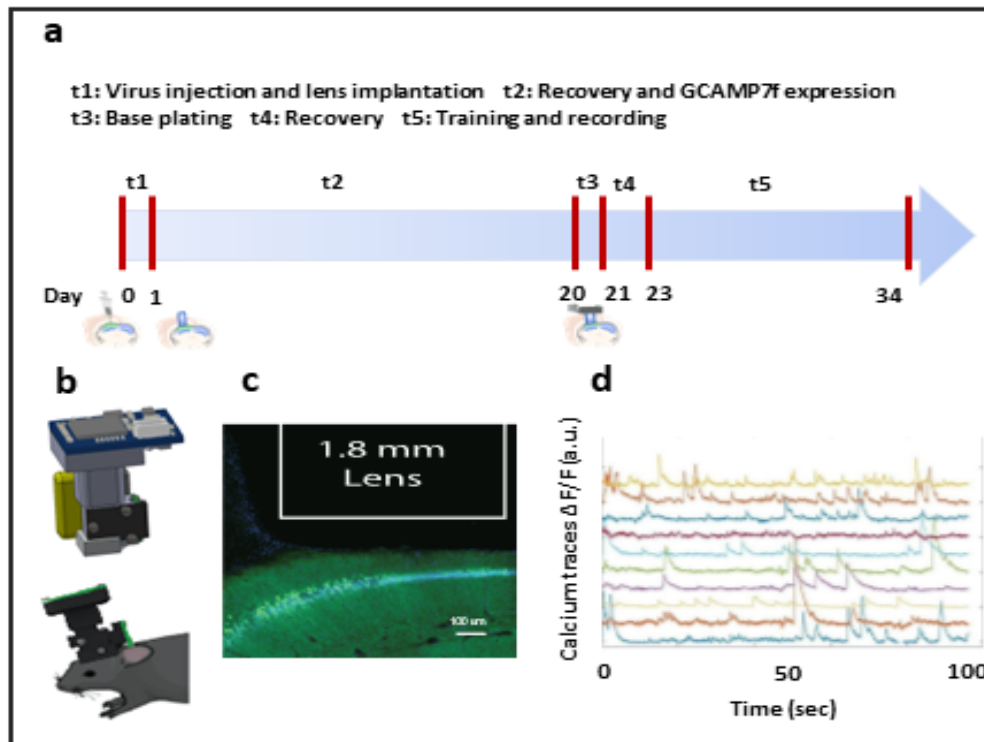 a
t1: Virus injection and lens implantation t2: Recovery and GCAMP7f expression
t3: Base plating t4: Recovery t5: Training and recording
t1 t2 t3 t4 t5
Day 0 1 20 21 23 34
b c d
1.8 mm
Lens
100 um
Calcium traces ΔF/F (a.u.)
0 50 100
Time (sec)